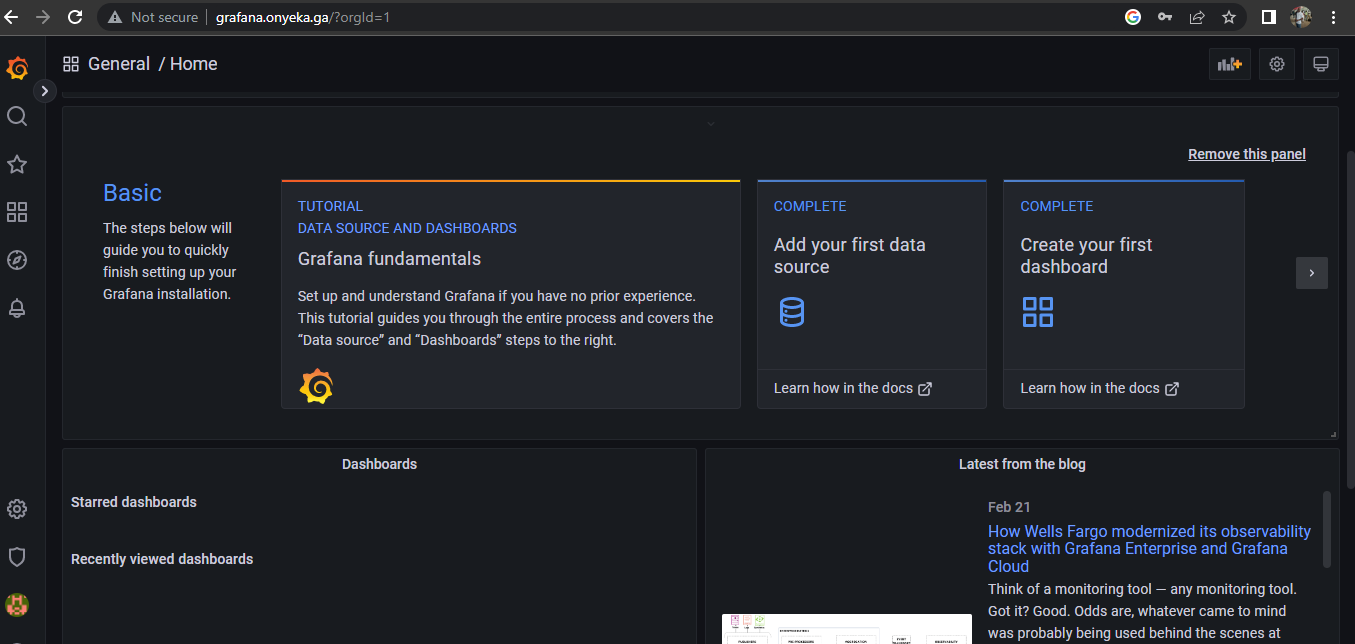 Not secure
grafana.onyeka.ga/?orgId=1
General / Home
Remove this panel
Basic
The steps below will
guide you to quickly
finish setting up your
Grafana installation.
TUTORIAL
DATA SOURCE AND DASHBOARDS
Grafana fundamentals
Set up and understand Grafana if you have no prior experience.
This tutorial guides you through the entire process and covers the
“Data source” and “Dashboards” steps to the right.
COMPLETE
Add your first data
source
Learn how in the docs
COMPLETE
Create your first
dashboard
Learn how in the docs
Dashboards
Starred dashboards
Recently viewed dashboards
Latest from the blog
Feb 21
How Wells Fargo modernized its observability
stack with Grafana Enterprise and Grafana
Cloud
Think of a monitoring tool — any monitoring tool.
Got it? Good. Odds are, whatever came to mind
was probably being used behind the scenes at